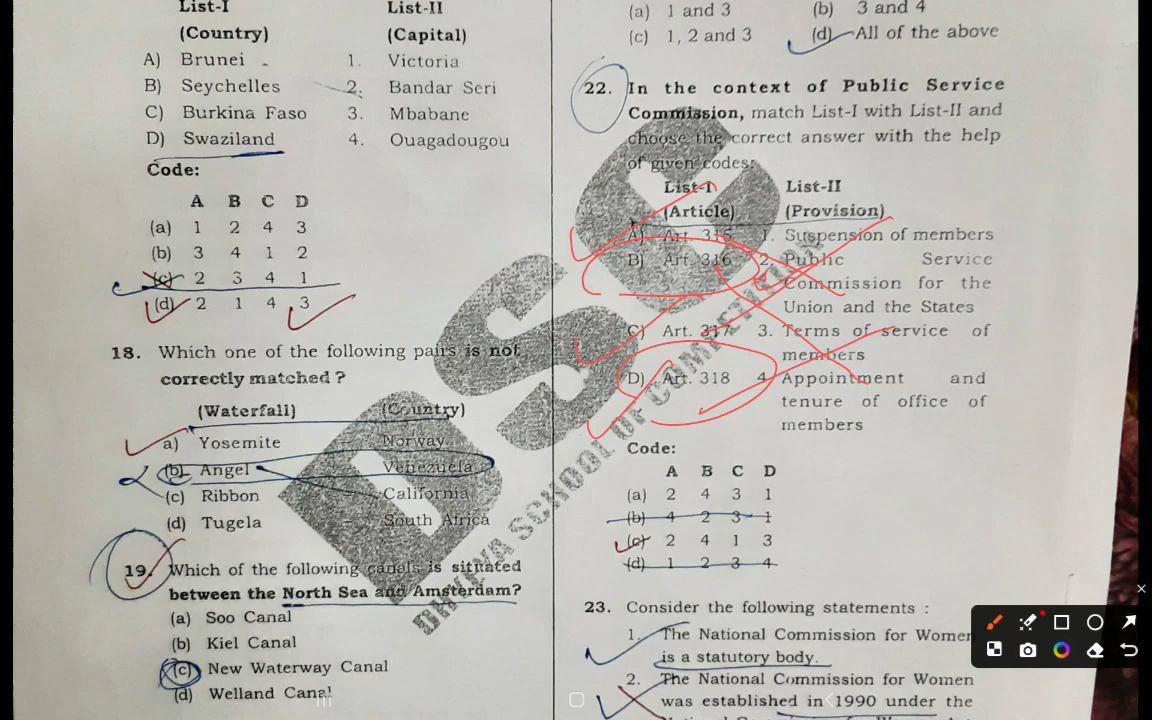 List-I List-II
(Country) (Capital)
A) Brunei 1. Victoria
B) Seychelles 2. Bandar Seri
C) Burkina Faso 3. Mbabane
D) Swaziland 4. Ouagadougou
Code:
A B C D
(a) 1 2 4 3
(b) 3 4 1 2
(c) 2 3 4 1
(d) 2 1 4 3
18. Which one of the following pairs is not
correctly matched ?
(Waterfall) (Country)
a) Yosemite – Norway
(b) Angel – Venezuela
(c) Ribbon – California
(d) Tugela – South Africa
19. Which of the following canals is situated
between the North Sea and Amsterdam?
(a) Soo Canal
(b) Kiel Canal
(c) New Waterway Canal
(d) Welland Canal
(a) 1 and 3 (b) 3 and 4
(c) 1, 2 and 3 (d) All of the above
22. In the context of Public Service
Commission, match List-I with List-II and
choose the correct answer with the help
of given codes:
List-I List-II
(Article) (Provision)
A) Art. 315 1. Suspension of members
B) Art. 316 2. Public Service
Commission for the
Union and the States
C) Art. 317 3. Terms of service of
members
D) Art. 318 4. Appointment and
tenure of office of
members
Code:
A B C D
(a) 2 4 3 1
(b) 4 2 3 1
(c) 2 4 1 3
(d) 1 2 3 4
23. Consider the following statements :
1. The National Commission for Women
is a statutory body.
2. The National Commission for Women
was established in 1990 under the
DSC
DHYEYA SCHOOL OF COMPETITION